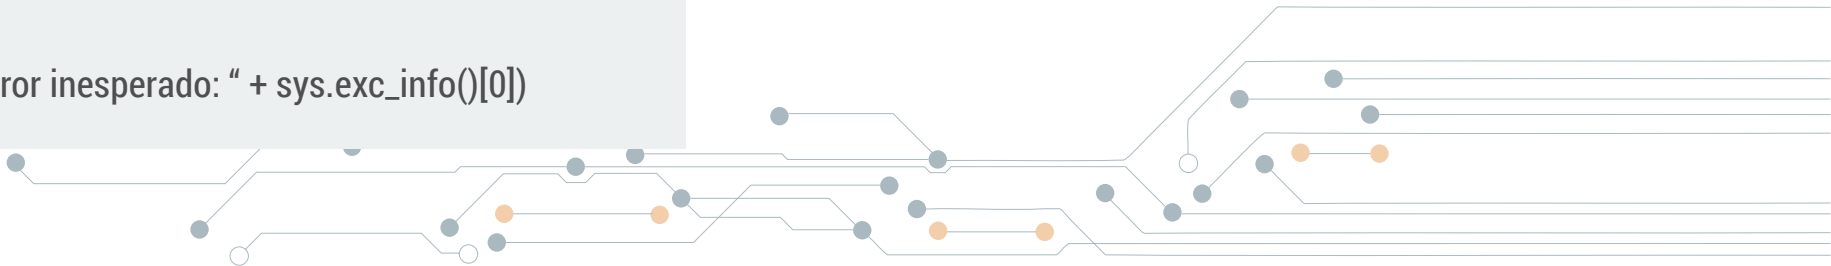 ror inesperado: “ + sys.exc_info()[0])